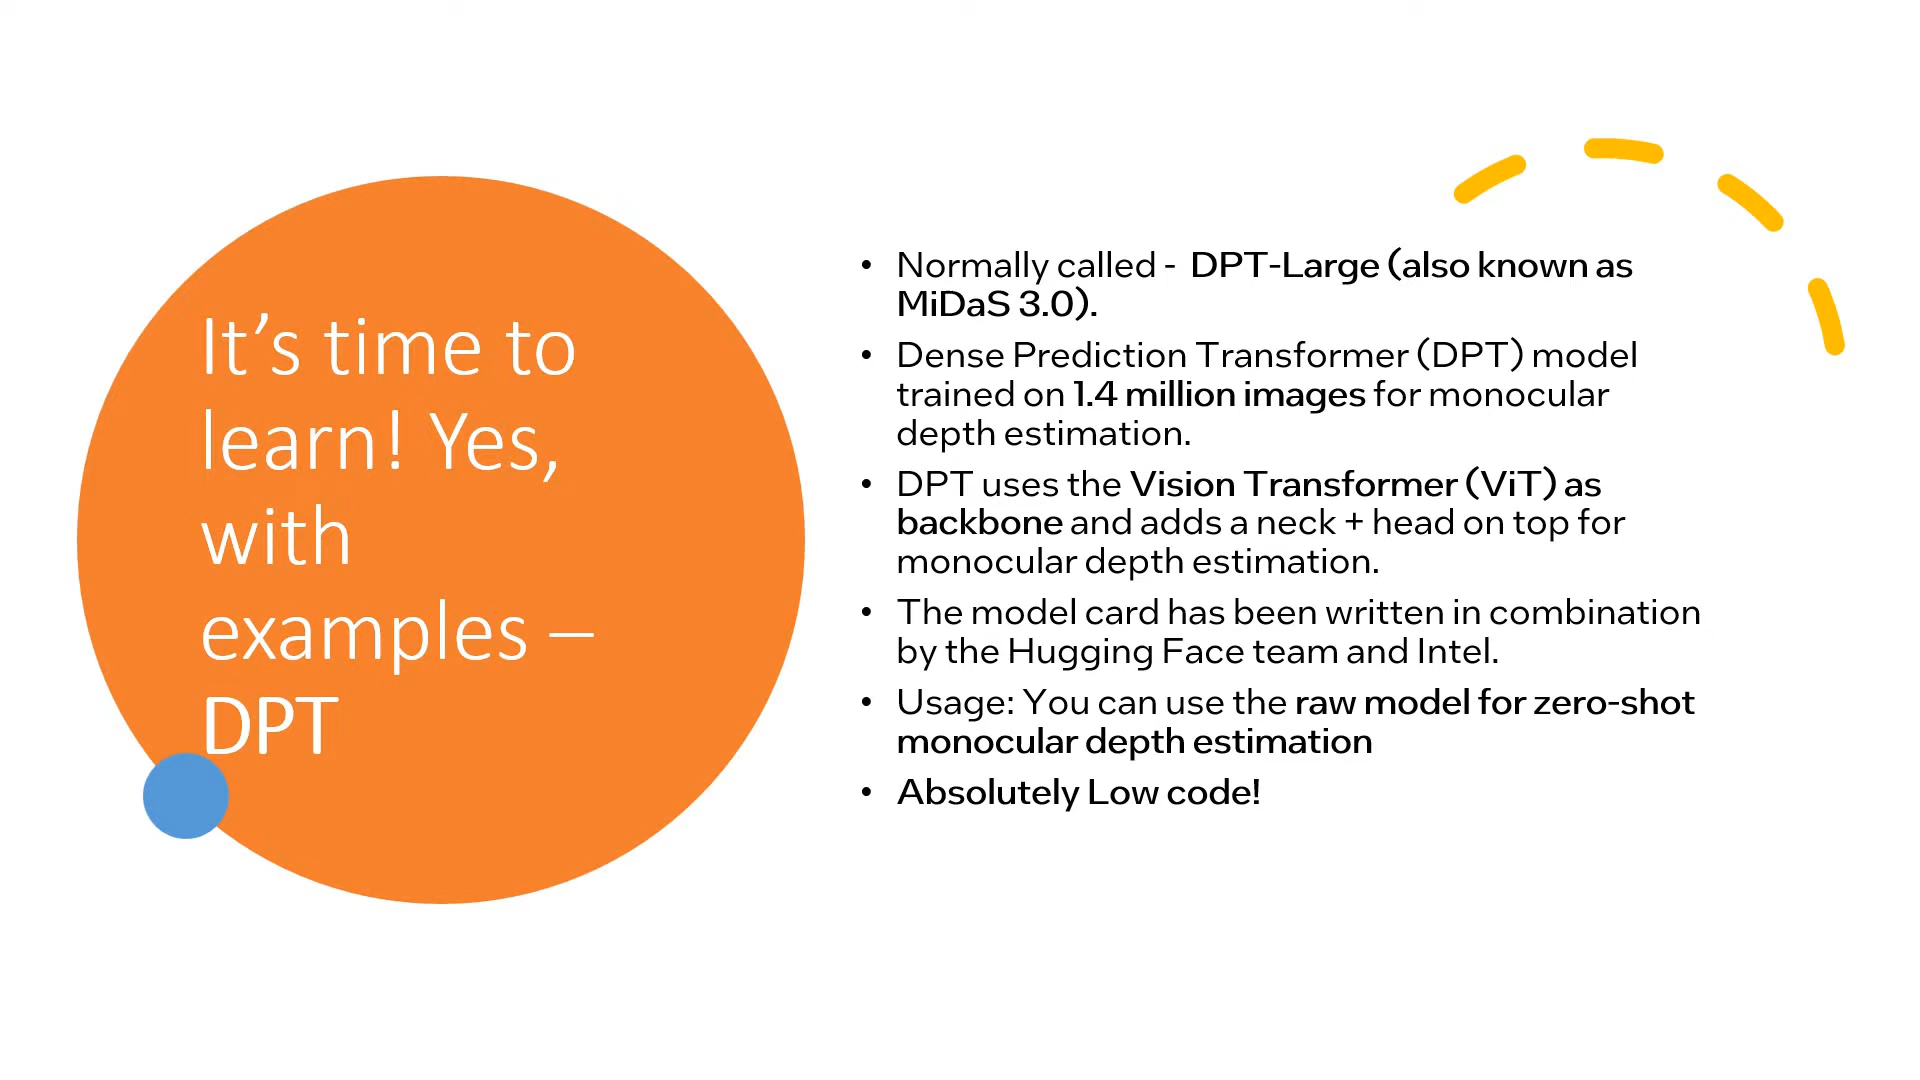 It’s time to
learn! Yes,
with
examples –
DPT
• Normally called -  DPT-Large (also known as
MiDaS 3.0).
• Dense Prediction Transformer (DPT) model
trained on 1.4 million images for monocular
depth estimation.
• DPT uses the Vision Transformer (ViT) as
backbone and adds a neck + head on top for
monocular depth estimation.
• The model card has been written in combination
by the Hugging Face team and Intel.
• Usage: You can use the raw model for zero-shot
monocular depth estimation
• Absolutely Low code!